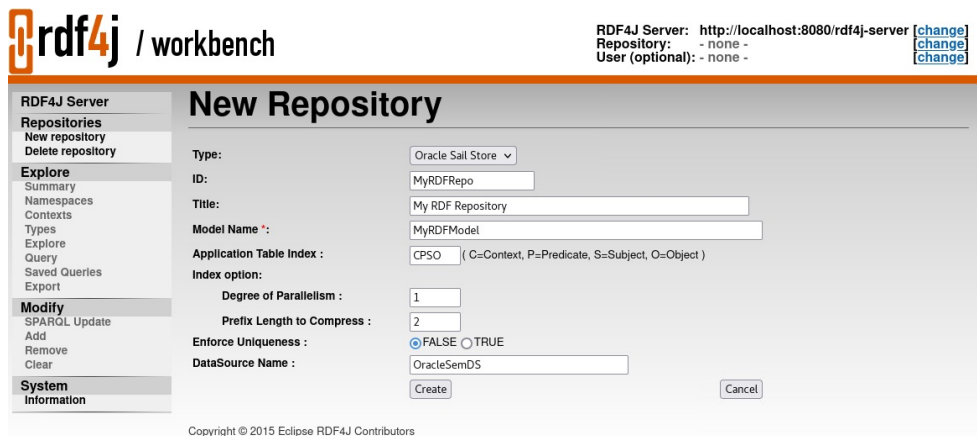 rdf4j / workbench
RDF4J Server: http://localhost:8080/rdf4j-server [change]
Repository: - none - [change]
User (optional): - none - [change]
RDF4J Server
Repositories
New repository
Delete repository
Explore
Summary
Namespaces
Contexts
Types
Explore
Query
Saved Queries
Export
Modify
SPARQL Update
Add
Remove
Clear
System
Information
New Repository
Type: Oracle Sail Store
ID: MyRDFRepo
Title: My RDF Repository
Model Name *: MyRDFModel
Application Table Index : CPSO ( C=Context, P=Predicate, S=Subject, O=Object )
Index option:
Degree of Parallelism : 1
Prefix Length to Compress : 2
Enforce Uniqueness : FALSE TRUE
DataSource Name : OracleSemDS
Create Cancel
Copyright © 2015 Eclipse RDF4J Contributors